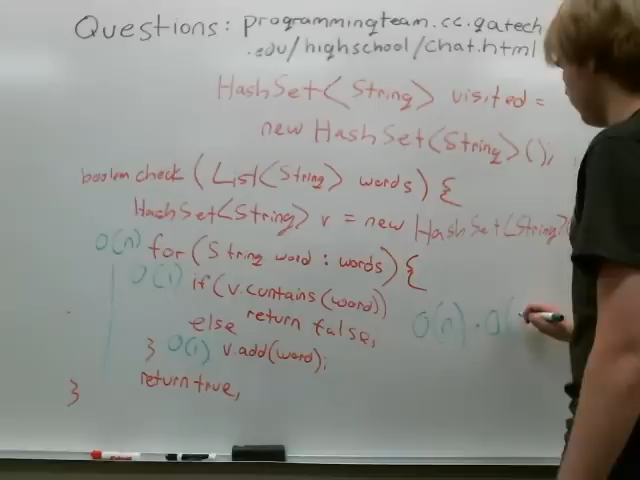 Questions: programmingteam.cc.gatech
.edu/highschool/chat.html
HashSet<String> visited =
new HashSet<String>();
boolean check (List<String> words) {
HashSet<String> v = new HashSet<String>(
O(n) for (String word : words) {
O(1) if (v.contains(word))
return false;
else
} O(1) v.add(word);
return true;
}
O(n) · O(